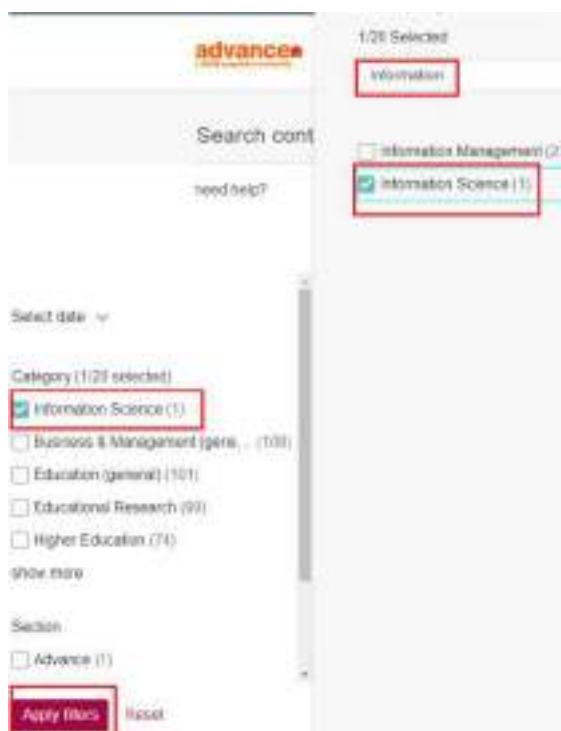 advance
Search cont
need help?
Select date
Category (1/20 selected)
Information Science (1)
Business & Management (gene...
Education (general) (101)
Educational Research
Higher Education (74)
show more
Section
Advance (1)
Apply filters
Reset
1/20 Selected
Information
Information Management (2
Information Science (1)